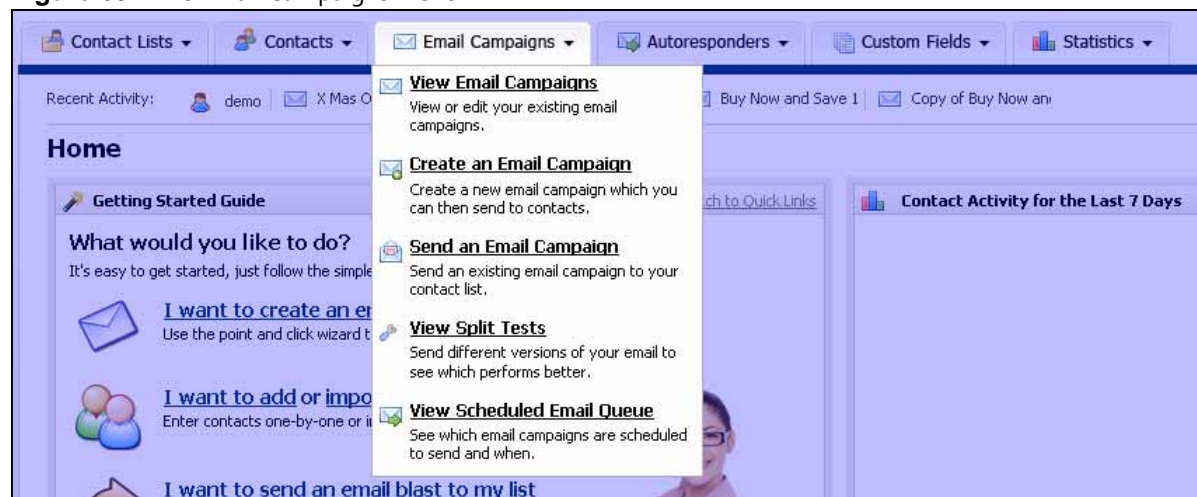 Contact Lists Contacts Email Campaigns Autoresponders Custom Fields Statistics
Recent Activity: demo X Mas Buy Now and Save 1 Copy of Buy Now
View Email Campaigns
View or edit your existing email
campaigns.
Create an Email Campaign
Create a new email campaign which you
can then send to contacts.
Send an Email Campaign
Send an existing email campaign to your
contact list.
View Split Tests
Send different versions of your email to
see which performs better.
View Scheduled Email Queue
See which email campaigns are scheduled
to send and when.
Home
Getting Started Guide
to Quick Links
What would you like to do?
It's easy to get started, just follow the simple
I want to create an
Use the point and click wizard
I want to add or
Enter contacts one-by-one or
I want to send an email blast to my list
Contact Activity for the Last 7 Days